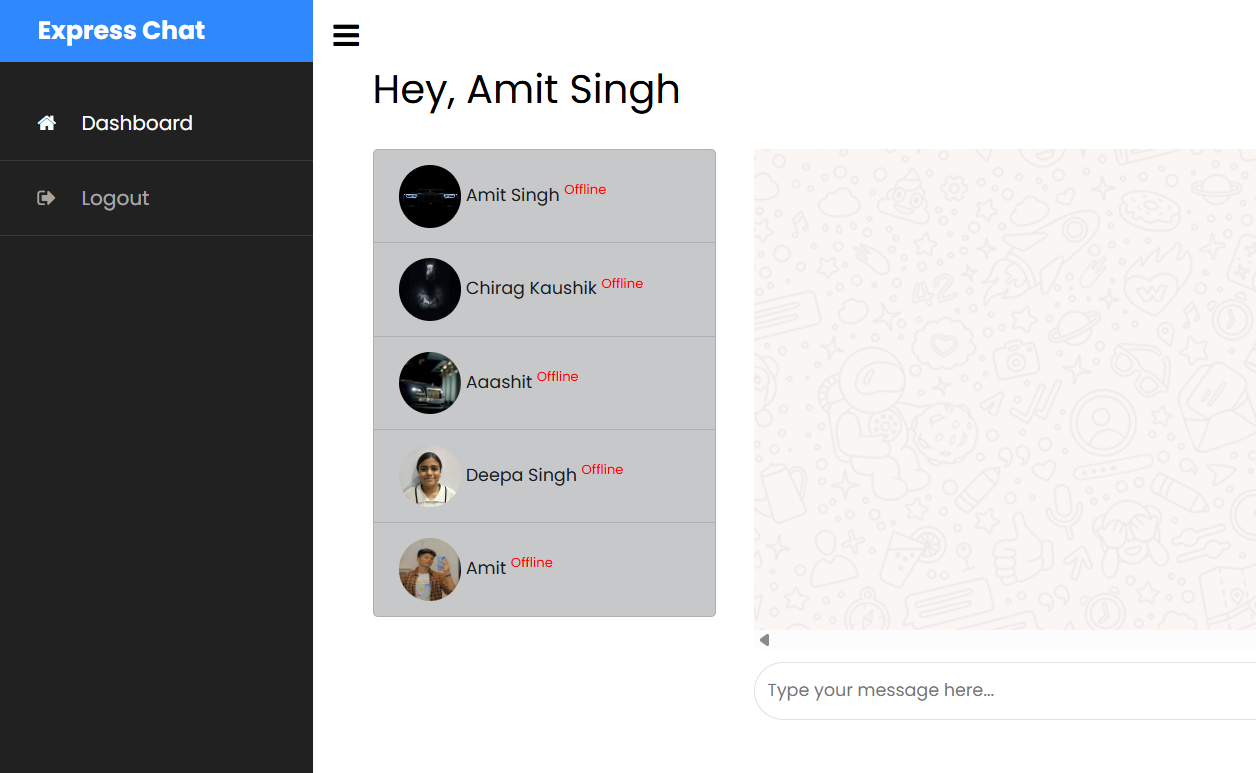 Express Chat
Dashboard
Logout
Hey, Amit Singh
Amit Singh Offline
Chirag Kaushik Offline
Aaashit Offline
Deepa Singh Offline
Amit Offline
42
Type your message here...